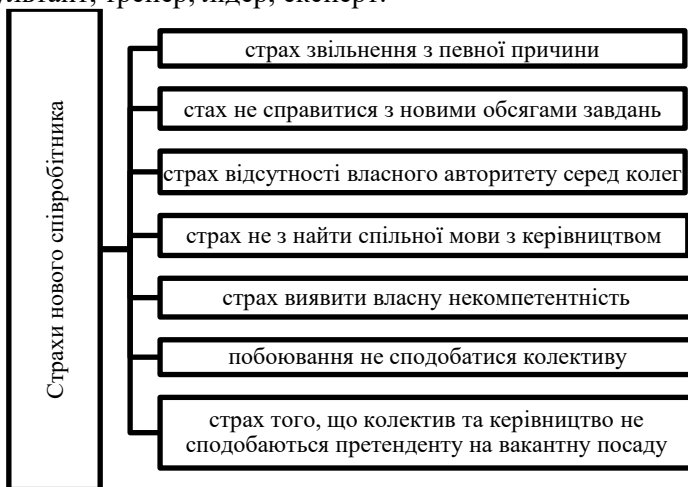 тренер, лідер, експерт.
Страхи нового співробітника
страх звільнення з певної причини
стах не справитися з новими обсягами завдань
страх відсутності власного авторитету серед колег
страх не з найти спільної мови з керівництвом
страх виявити власну некомпетентність
побоювання не сподобатися колективу
страх того, що колектив та керівництво не
сподобаються претенденту на вакантну посаду